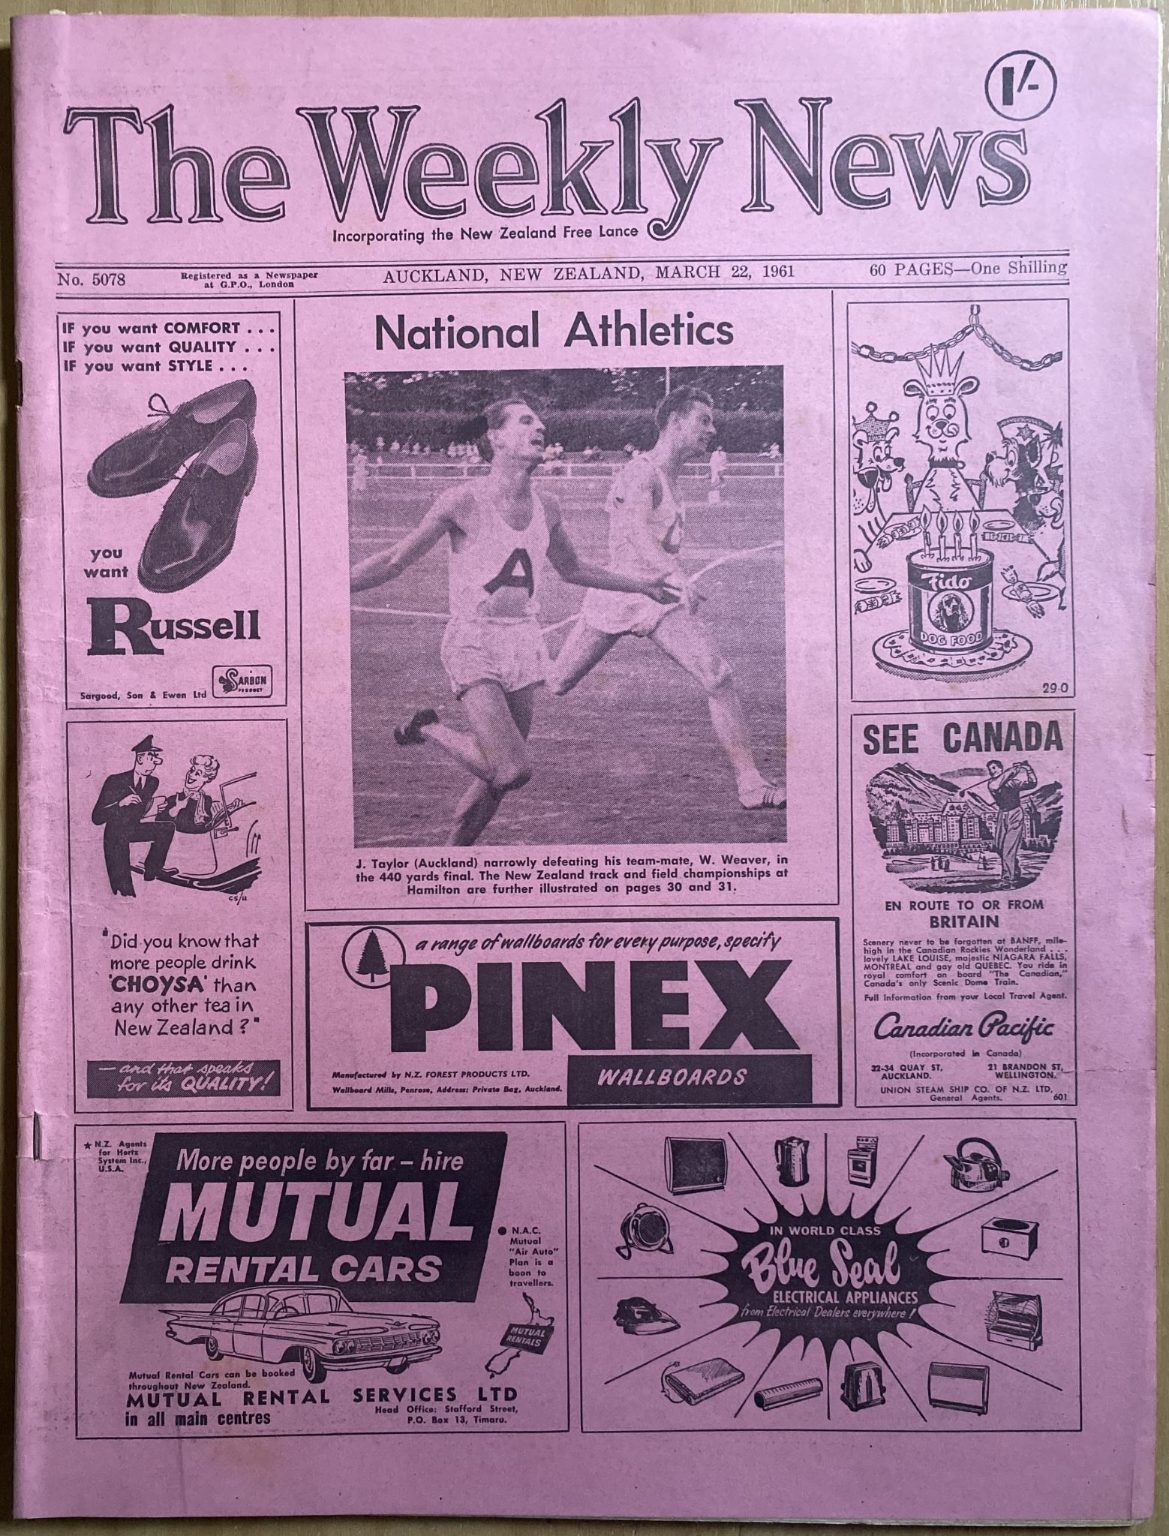 1/-
The Weekly News
Incorporating the New Zealand Free Lance
No. 5078
Registered as a Newspaper
at G.P.O., London
AUCKLAND, NEW ZEALAND, MARCH 22, 1961
60 PAGES—One Shilling
IF you want COMFORT . . .
IF you want QUALITY . . .
IF you want STYLE . . .
you
want
Russell
Sargood, Son & Ewen Ltd
SARBON
PRODUCT
National Athletics
A
J. Taylor (Auckland) narrowly defeating his team-mate, W. Weaver, in
the 440 yards final. The New Zealand track and field championships at
Hamilton are further illustrated on pages 30 and 31.
Fido
DOG FOOD
29·0
"Did you know that
more people drink
'CHOYSA' than
any other tea in
New Zealand?"
— and that speaks
for its QUALITY!
a range of wallboards for every purpose, specify
PINEX
WALLBOARDS
Manufactured by N.Z. FOREST PRODUCTS LTD.
Wallboard Mills, Penrose, Address: Private Bag, Auckland.
SEE CANADA
EN ROUTE TO OR FROM
BRITAIN
Scenery never to be forgotten at BANFF, mile-
high in the Canadian Rockies Wonderland . . .
lovely LAKE LOUISE, majestic NIAGARA FALLS,
MONTREAL and gay old QUEBEC. You ride in
royal comfort on board "The Canadian,"
Canada's only Scenic Dome Train.
Full Information from your Local Travel Agent.
Canadian Pacific
(Incorporated in Canada)
32-34 QUAY ST, 21 BRANDON ST,
AUCKLAND. WELLINGTON.
UNION STEAM SHIP CO. OF N.Z. LTD,
General Agents. 601
★ N.Z. Agents
for Hertz
System Inc.,
U.S.A.
More people by far – hire
MUTUAL
RENTAL CARS
● N.A.C.
Mutual
"Air Auto"
Plan is a
boon to
travellers.
MUTUAL
RENTALS
Mutual Rental Cars can be booked
throughout New Zealand.
MUTUAL RENTAL SERVICES LTD
in all main centres
Head Office: Stafford Street,
P.O. Box 13, Timaru.
IN WORLD CLASS
Blue Seal
ELECTRICAL APPLIANCES
from Electrical Dealers everywhere!